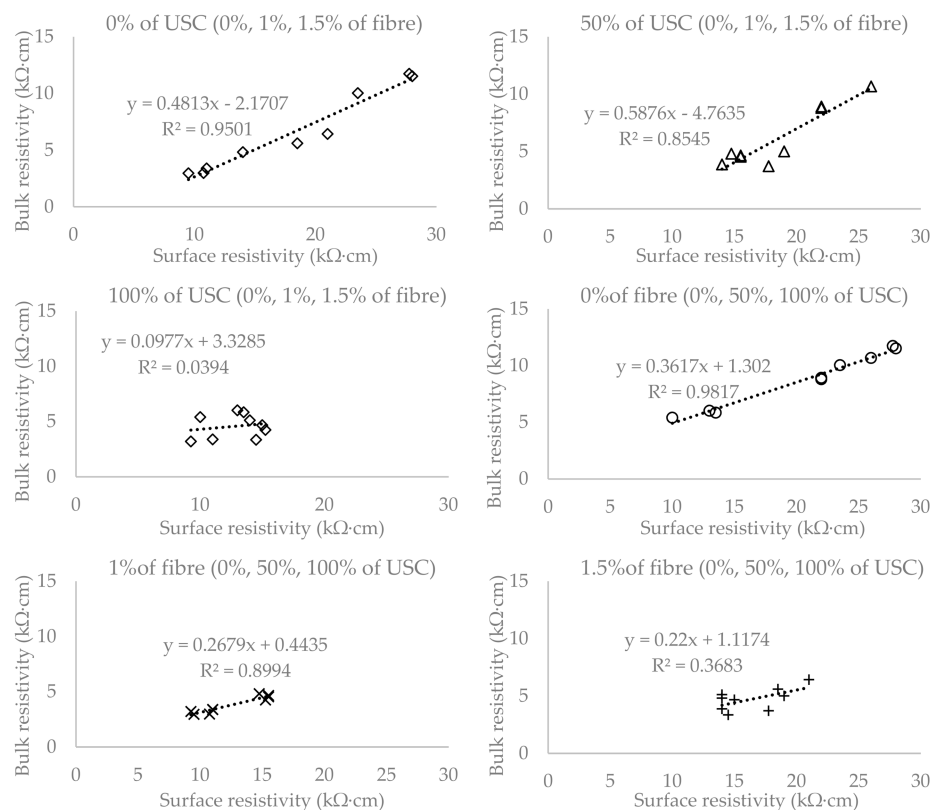 0% of USC (0%, 1%, 1.5% of fibre)
Bulk resistivity (kΩ·cm)
15
10
5
0
y = 0.4813x - 2.1707
R² = 0.9501
0 10 20 30
Surface resistivity (kΩ·cm)
50% of USC (0%, 1%, 1.5% of fibre)
Bulk resistivity (kΩ·cm)
15
10
5
0
y = 0.5876x - 4.7635
R² = 0.8545
0 5 10 15 20 25 30
Surface resistivity (kΩ·cm)
100% of USC (0%, 1%, 1.5% of fibre)
Bulk resistivity (kΩ·cm)
15
10
5
0
y = 0.0977x + 3.3285
R² = 0.0394
0 5 10 15 20 25 30
Surface resistivity (kΩ·cm)
0%of fibre (0%, 50%, 100% of USC)
Bulk resistivity (kΩ·cm)
15
10
5
0
y = 0.3617x + 1.302
R² = 0.9817
0 5 10 15 20 25 30
Surface resistivity (kΩ·cm)
1%of fibre (0%, 50%, 100% of USC)
Bulk resistivity (kΩ·cm)
15
10
5
0
y = 0.2679x + 0.4435
R² = 0.8994
0 5 10 15 20 25 30
Surface resistivity (kΩ·cm)
1.5%of fibre (0%, 50%, 100% of USC)
Bulk resistivity (kΩ·cm)
15
10
5
0
y = 0.22x + 1.1174
R² = 0.3683
0 5 10 15 20 25 30
Surface resistivity (kΩ·cm)